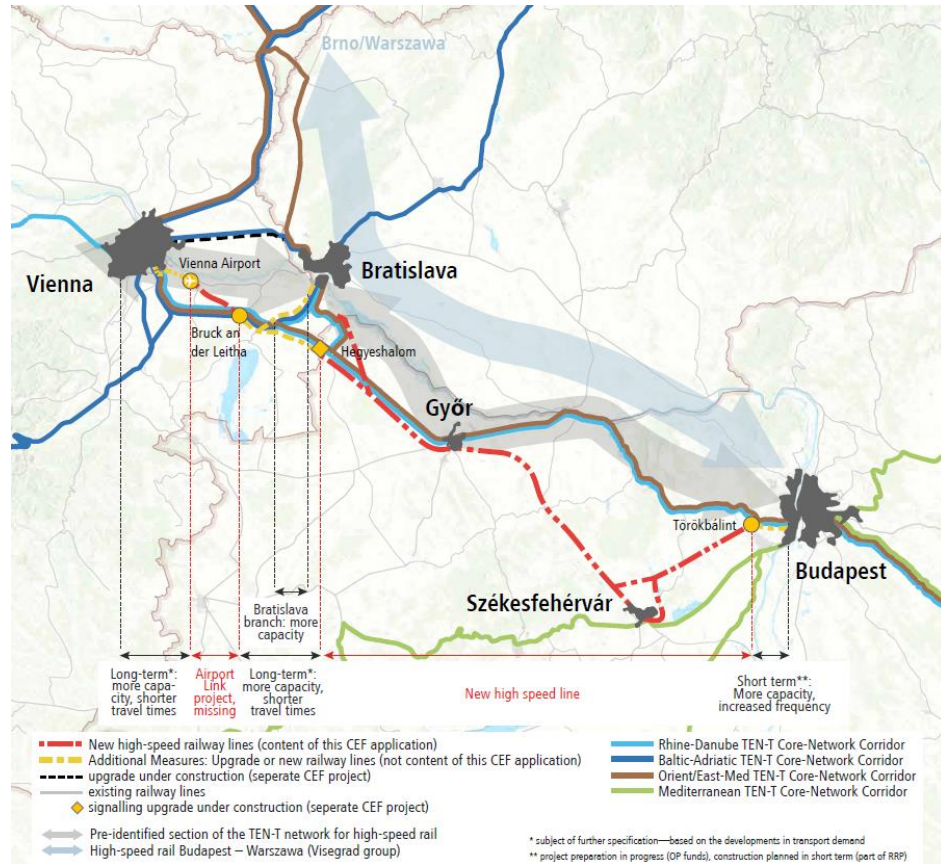 Brno/Warszawa
Vienna Airport
Vienna
Bratislava
Bruck an
der Leitha
Hegyeshalom
Győr
Törökbálint
Budapest
Székesfehérvár
Bratislava
branch: more
capacity
Long-term*:
more capa-
city, shorter
travel times
Airport
Link
project,
missing
Long-term*:
more capacity,
shorter
travel times
New high speed line
Short term**:
More capacity,
increased frequency
New high-speed railway lines (content of this CEF application)
Additional Measures: Upgrade or new railway lines (not content of this CEF application)
upgrade under construction (seperate CEF project)
existing railway lines
signalling upgrade under construction (seperate CEF project)
Pre-identified section of the TEN-T network for high-speed rail
High-speed rail Budapest – Warszawa (Visegrad group)
Rhine-Danube TEN-T Core-Network Corridor
Baltic-Adriatic TEN-T Core-Network Corridor
Orient/East-Med TEN-T Core-Network Corridor
Mediterranean TEN-T Core-Network Corridor
* subject of further specification—based on the developments in transport demand
** project preparation in progress (OP funds), construction planned in short term (part of RRP)